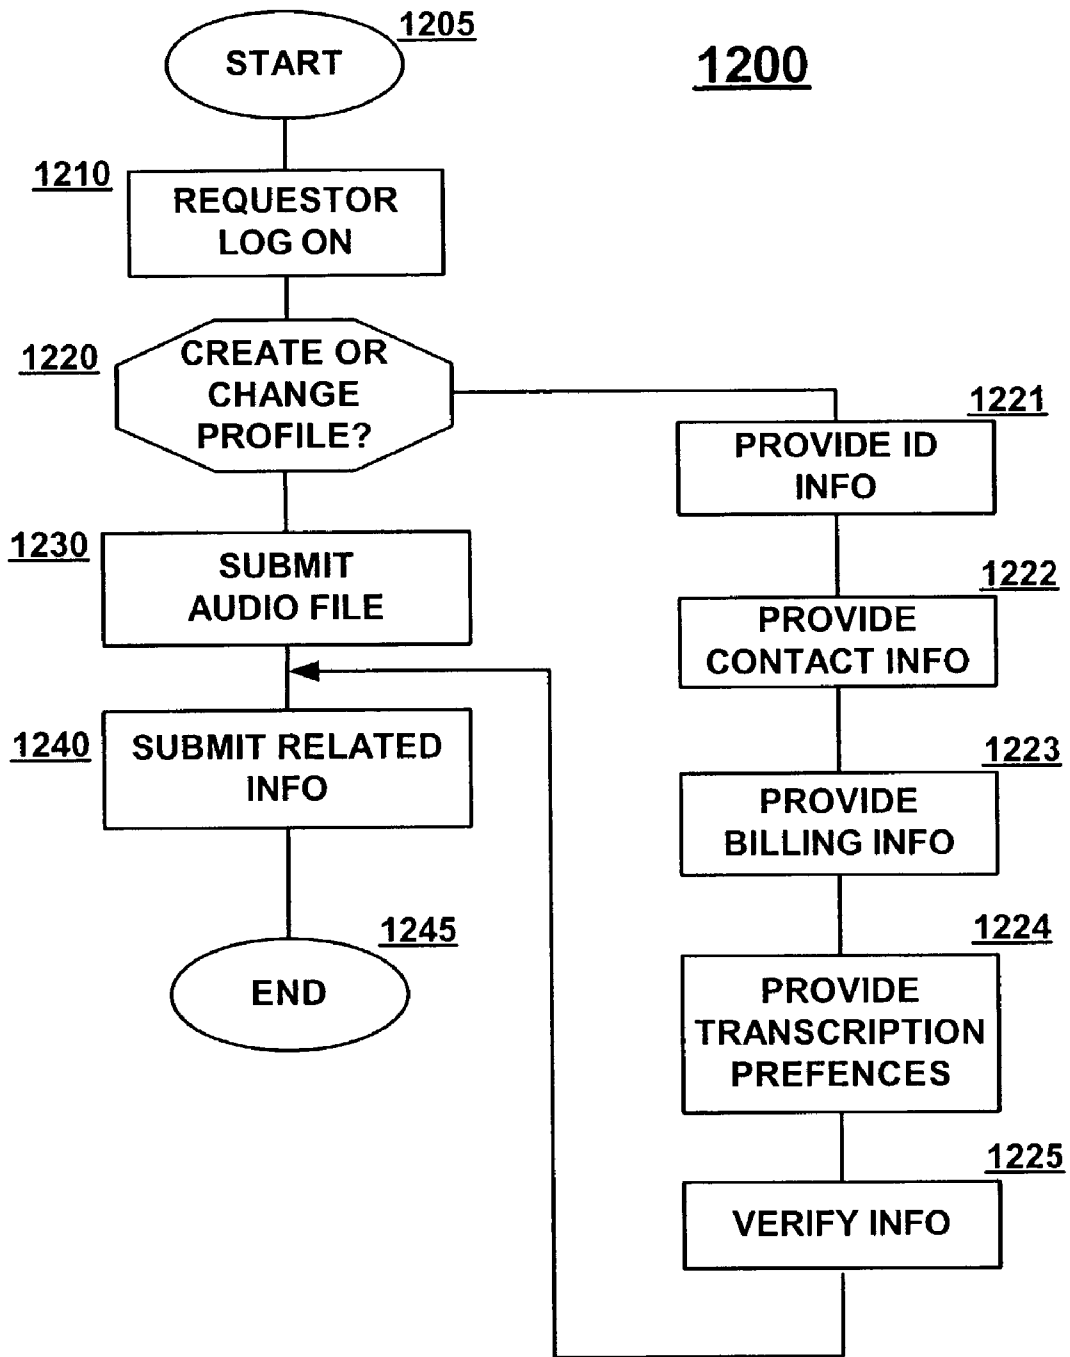 1205
START
1200
1210
REQUESTOR
LOG ON
1220
CREATE OR
CHANGE
PROFILE?
1221
PROVIDE ID
INFO
1230
SUBMIT
AUDIO FILE
1222
PROVIDE
CONTACT INFO
1240
SUBMIT RELATED
INFO
1223
PROVIDE
BILLING INFO
1245
END
1224
PROVIDE
TRANSCRIPTION
PREFENCES
1225
VERIFY INFO